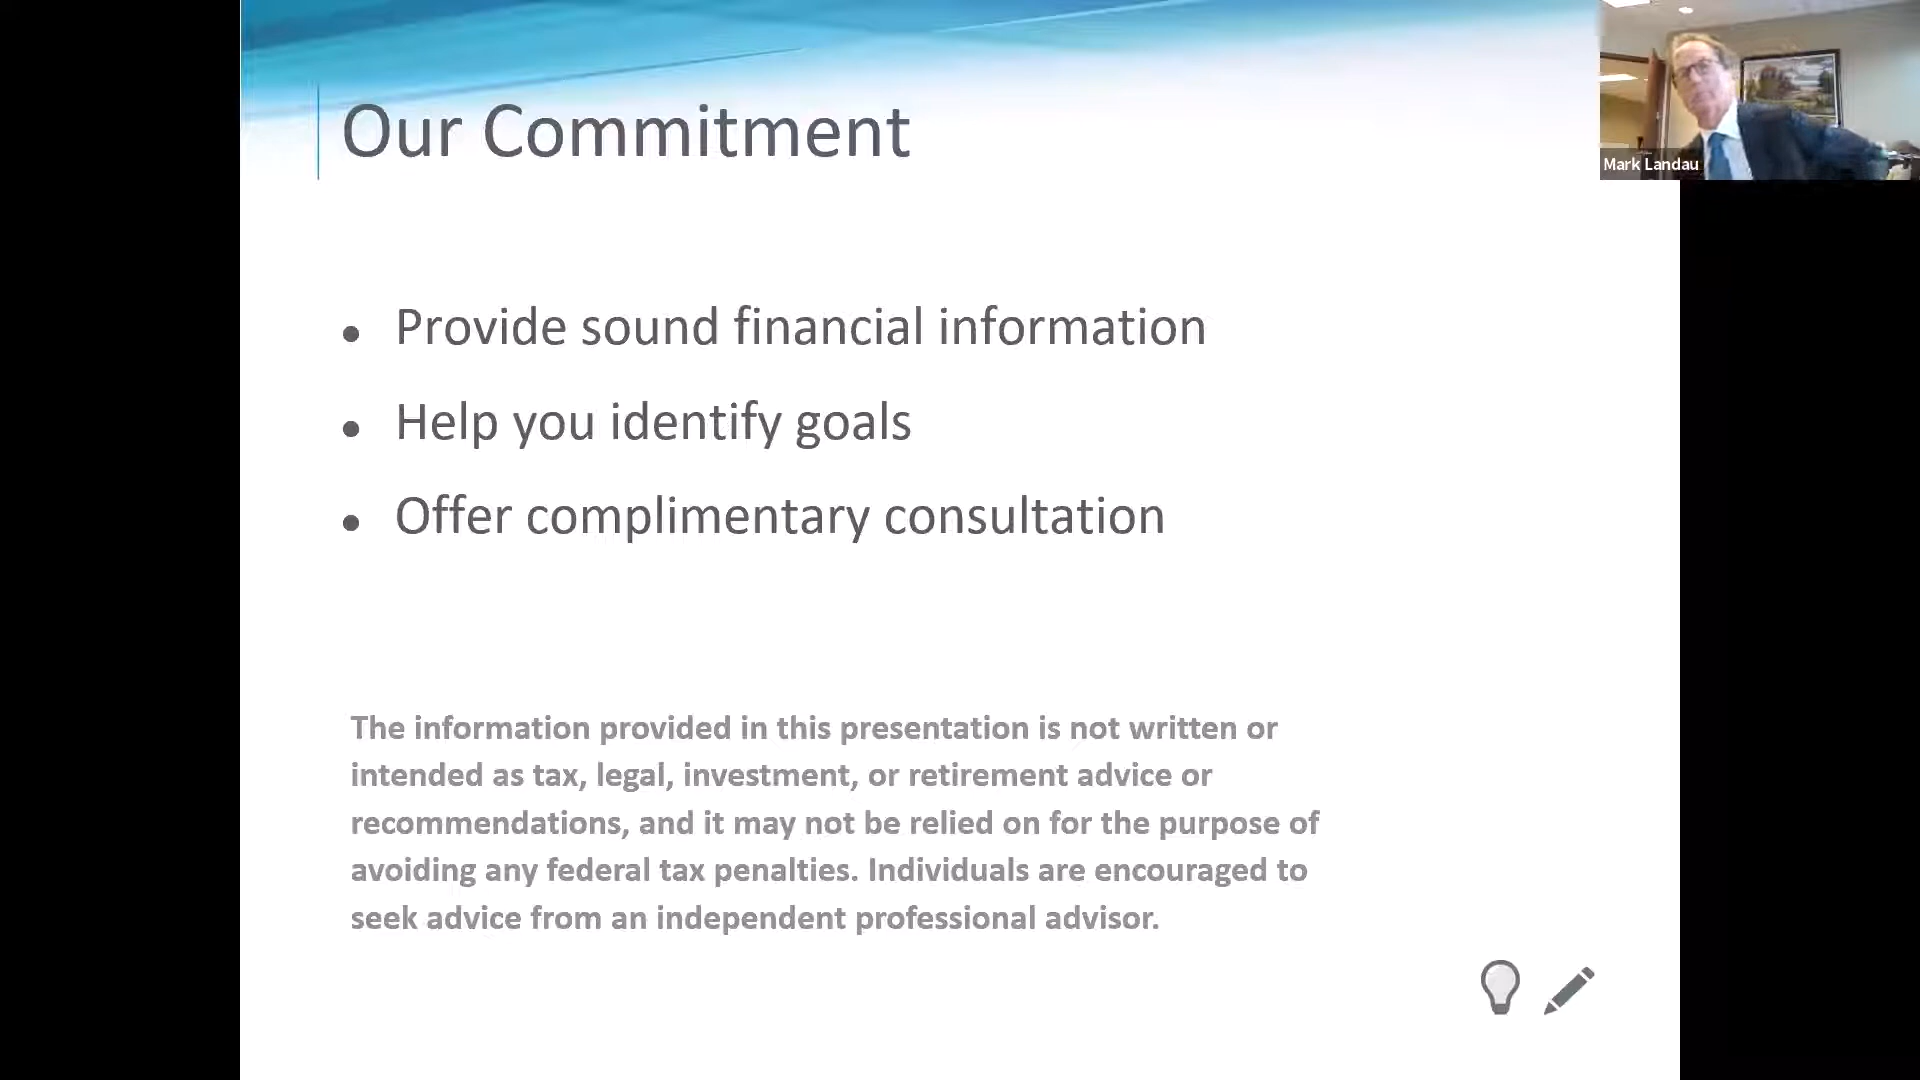 Our Commitment
Mark Landau
• Provide sound financial information
• Help you identify goals
• Offer complimentary consultation
The information provided in this presentation is not written or
intended as tax, legal, investment, or retirement advice or
recommendations, and it may not be relied on for the purpose of
avoiding any federal tax penalties. Individuals are encouraged to
seek advice from an independent professional advisor.